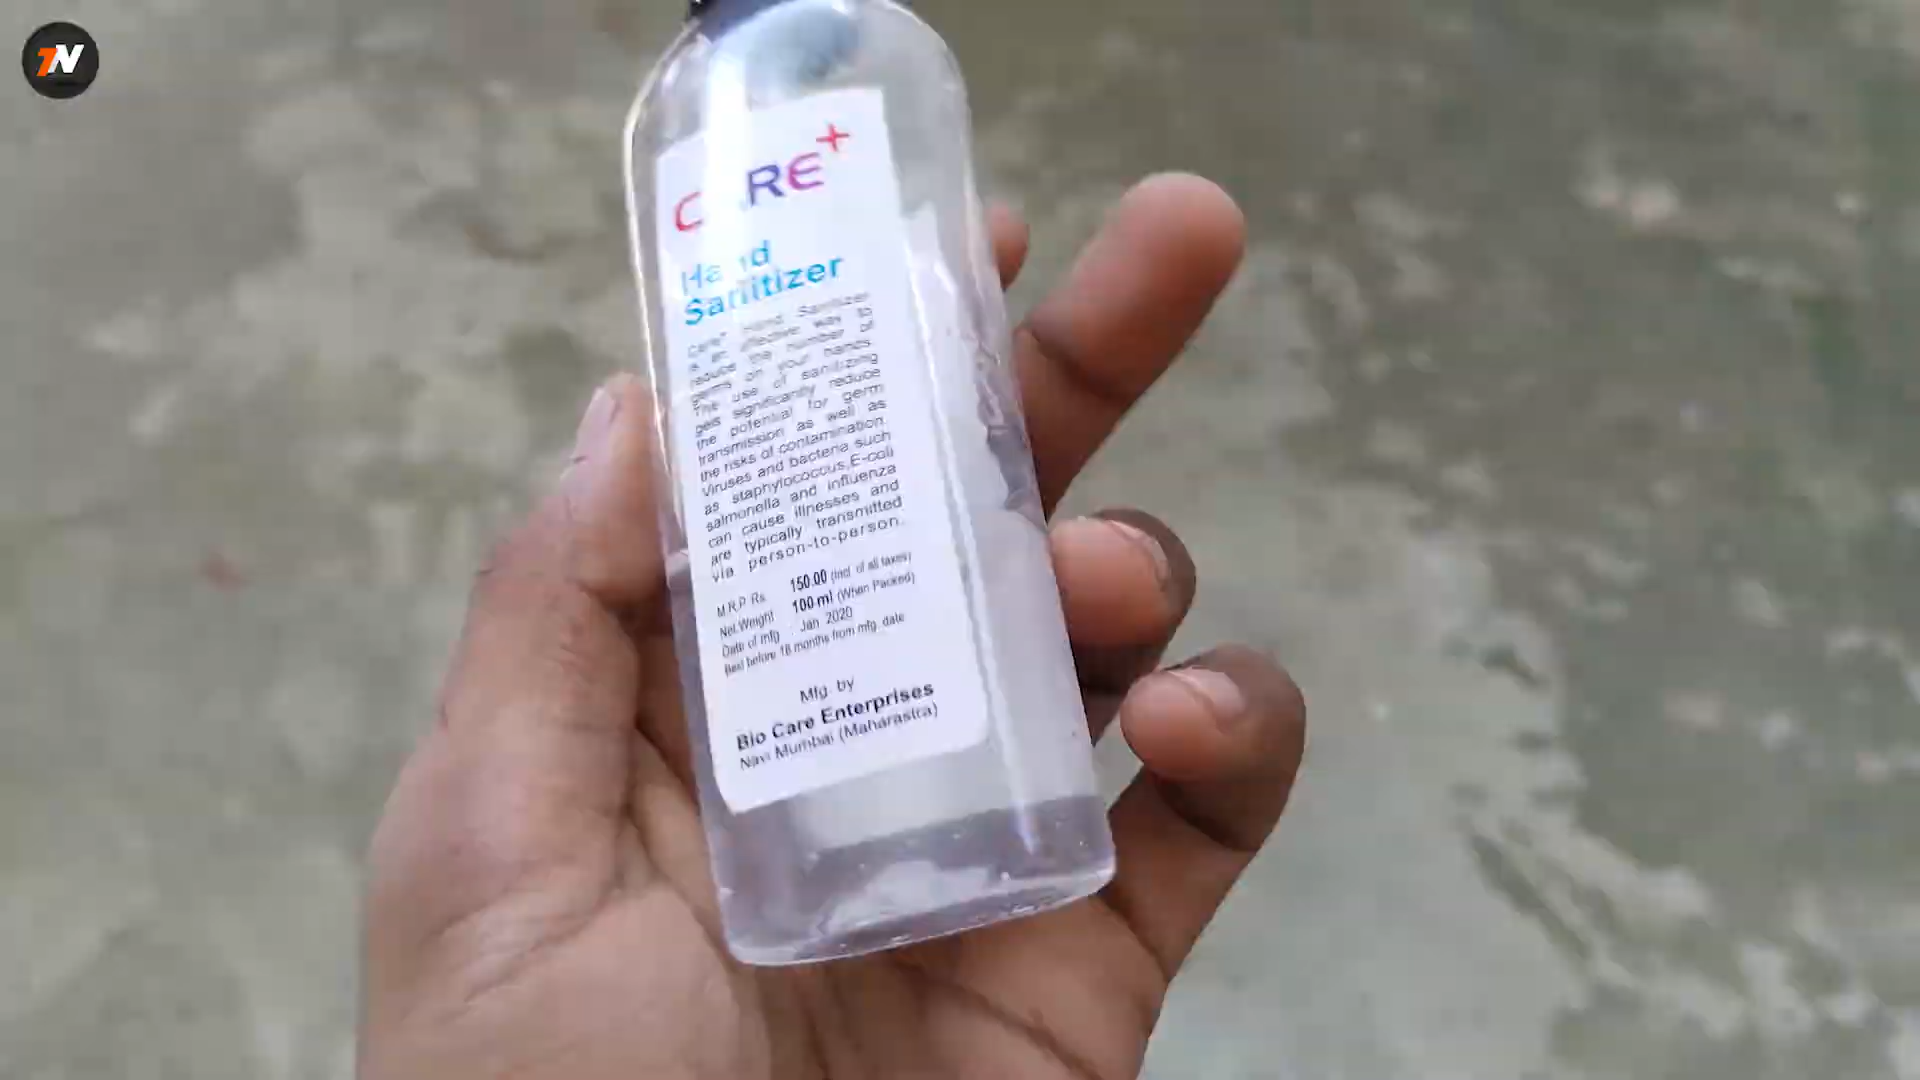 TN
CARE+
Hand
Sanitizer
Care+ Hand Sanitizer
is an effective way to
reduce the number of
germs on your hands.
The use of sanitizing
gels significantly reduce
the potential for germ
transmission as well as
the risks of contamination.
Viruses and bacteria such
as staphylococcus,E-coli
salmonella and influenza
can cause illnesses and
are typically transmitted
via person-to-person.
M.R.P Rs. 150.00 (Incl. of all taxes)
Net.Weight 100 ml (When Packed)
Date of mfg. Jan 2020
Best before 18 months from mfg. date
Mfg. by
Bio Care Enterprises
Navi Mumbai (Maharastra)